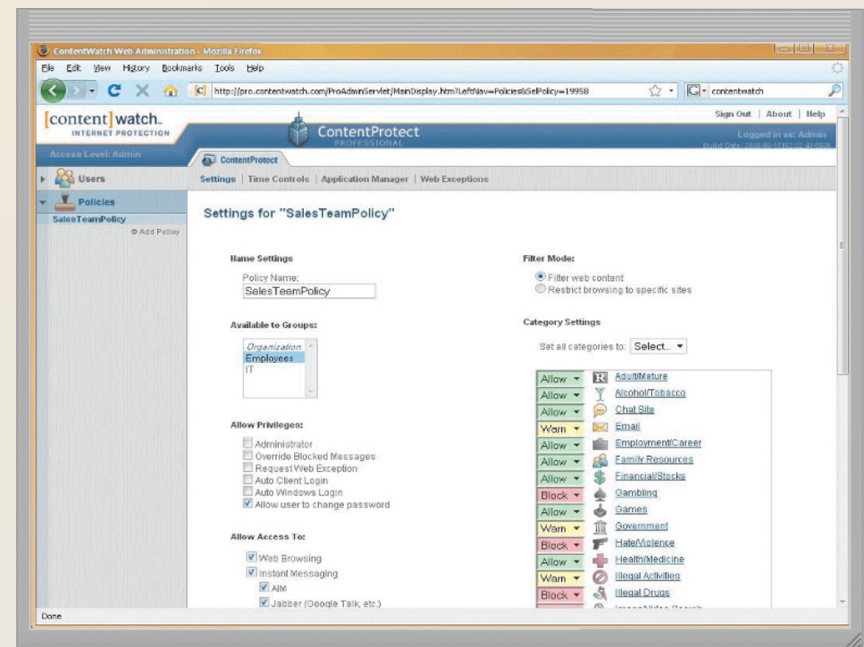 ContentWatch Web Administration - Mozilla Firefox
File Edit View History Bookmarks Tools Help
http://pro.contentwatch.com/ProAdminServlet/MainDisplay.htm?LeftNav=Policies&SelPolicy=19958
contentwatch
[content]watch.
INTERNET PROTECTION
Sign Out | About | Help
ContentProtect
PROFESSIONAL
Logged in as: Admin
Access Level: Admin
ContentProtect
Users
Settings | Time Controls | Application Manager | Web Exceptions
Policies
SalesTeamPolicy
Add Policy
Settings for "SalesTeamPolicy"
Name Settings
Policy Name:
SalesTeamPolicy
Available to Groups:
Organization
Employees
IT
Allow Privileges:
Administrator
Override Blocked Messages
Request Web Exception
Auto Client Login
Auto Windows Login
Allow user to change password
Allow Access To:
Web Browsing
Instant Messaging
AIM
Jabber (Google Talk, etc.)
Filter Mode:
Filter web content
Restrict browsing to specific sites
Category Settings
Set all categories to: Select...
Allow Adult/Mature
Allow Alcohol/Tobacco
Allow Chat Site
Warn Email
Allow Employment/Career
Allow Family Resources
Allow Financial/Stocks
Block Gambling
Allow Games
Warn Government
Block Hate/Violence
Allow Health/Medicine
Warn Illegal Activities
Block Illegal Drugs
Done